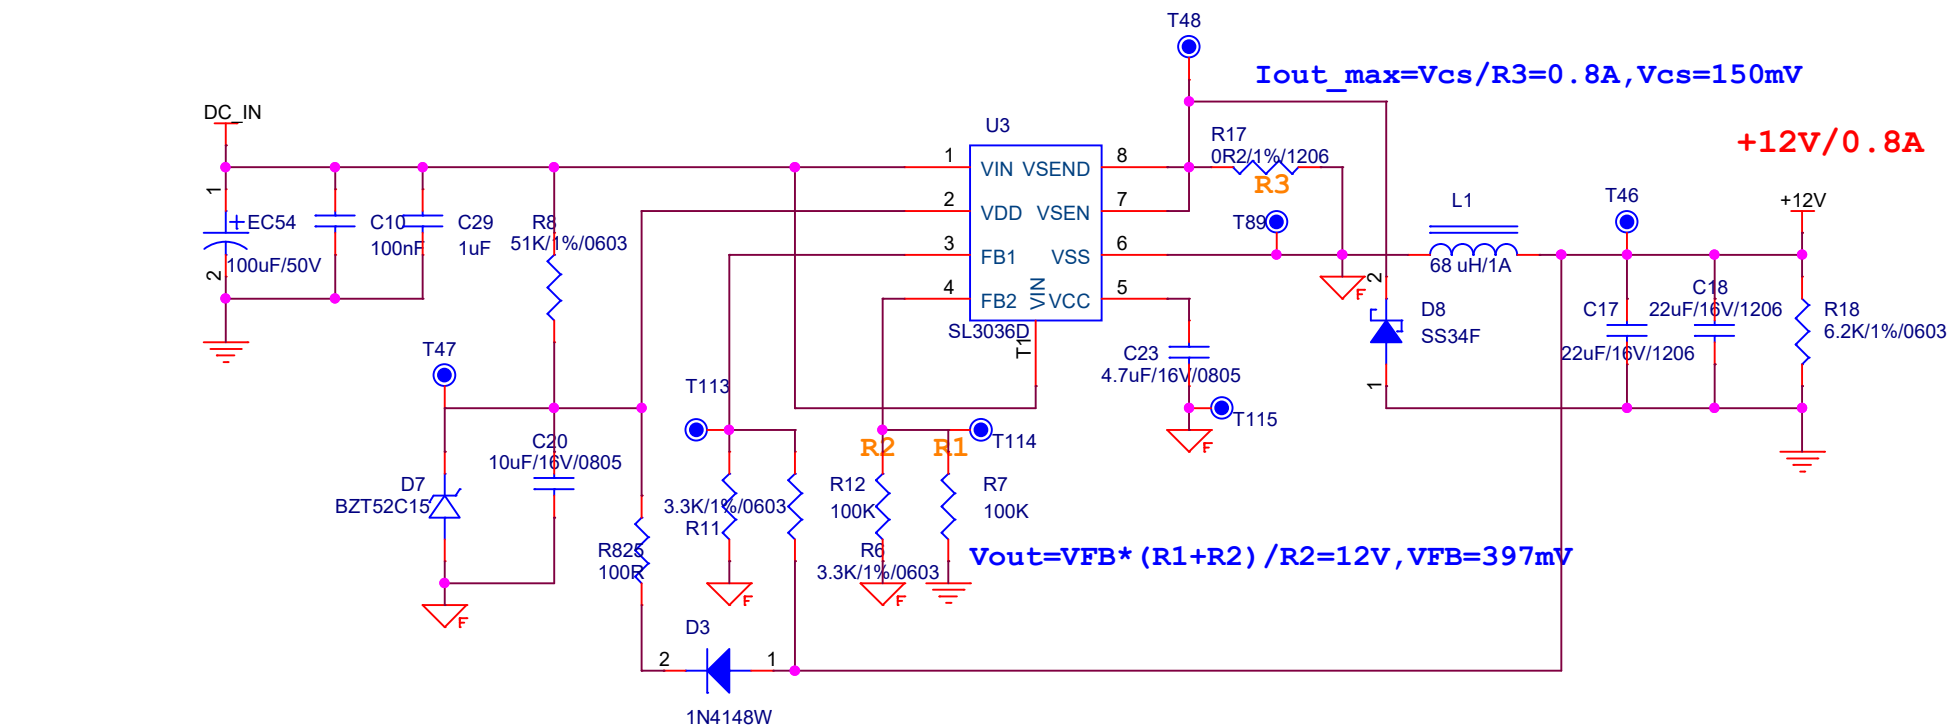 T48
Iout_max=Vcs/R3=0.8A,Vcs=150mV
DC_IN
U3
R17
0R2/1%/1206
R3
+12V/0.8A
1
VIN
VSEND
8
2
VDD
VSEN
7
3
FB1
VSS
6
4
FB2
VIN
VCC
5
SL3036D
T1
1
+
EC54
100uF/50V
2
C10
100nF
C29
1uF
R8
51K/1%/0603
T89
F
L1
68 uH/1A
T46
+12V
2
D8
SS34F
1
C17
22uF/16V/1206
C18
22uF/16V/1206
R18
6.2K/1%/0603
C23
4.7uF/16V/0805
T115
F
T47
T113
T114
R2
R1
C20
10uF/16V/0805
D7
BZT52C15
F
R825
100R
3.3K/1%/0603
R11
F
R12
100K
R7
100K
R6
3.3K/1%/0603
F
Vout=VFB*(R1+R2)/R2=12V,VFB=397mV
D3
2
1
1N4148W